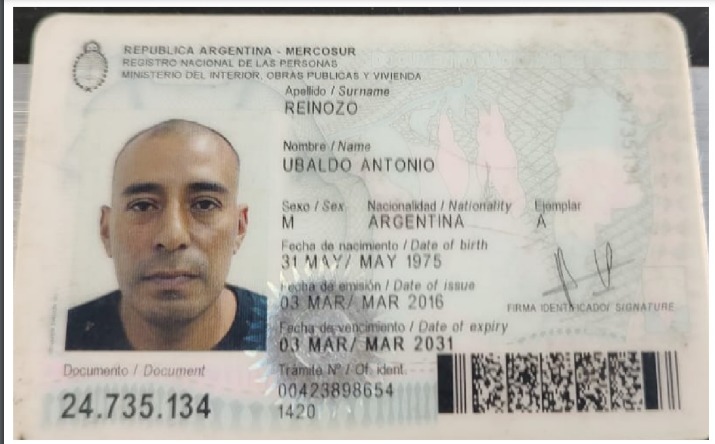 REPUBLICA ARGENTINA - MERCOSUR
REGISTRO NACIONAL DE LAS PERSONAS
MINISTERIO DEL INTERIOR, OBRAS PUBLICAS Y VIVIENDA
Apellido / Surname
REINOZO
Nombre / Name
UBALDO ANTONIO
Sexo / Sex Nacionalidad / Nationality Ejemplar
M ARGENTINA A
Fecha de nacimiento / Date of birth
31 MAY/ MAY 1975
Fecha de emisión / Date of issue
03 MAR/ MAR 2016
FIRMA IDENTIFICADO/ SIGNATURE
Fecha de vencimiento / Date of expiry
03 MAR/ MAR 2031
Documento / Document
24.735.134
Trámite N° / Of. ident.
00423898654
1420